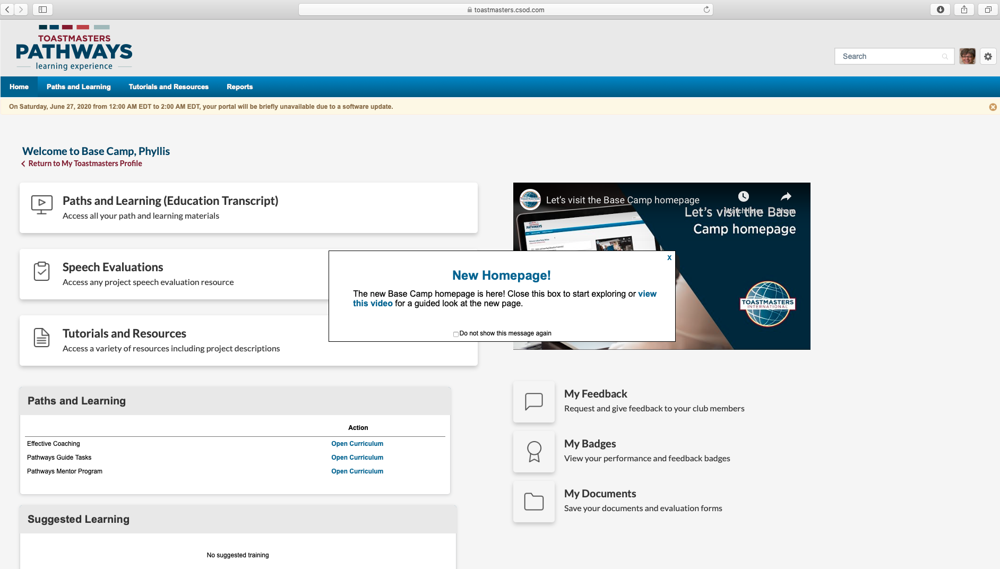 toastmasters.csod.com
TOASTMASTERS
PATHWAYS
learning experience
Search
Home
Paths and Learning
Tutorials and Resources
Reports
On Saturday, June 27, 2020 from 12:00 AM EDT to 2:00 AM EDT, your portal will be briefly unavailable due to a software update.
Welcome to Base Camp, Phyllis
Return to My Toastmasters Profile
Paths and Learning (Education Transcript)
Access all your path and learning materials
Speech Evaluations
Access any project speech evaluation resource
Tutorials and Resources
Access a variety of resources including project descriptions
Let's visit the Base Camp homepage
Watch later
Share
Let's visit the Base
Camp homepage
PATHWAYS
TOASTMASTERS
INTERNATIONAL
X
New Homepage!
The new Base Camp homepage is here! Close this box to start exploring or view
this video for a guided look at the new page.
Do not show this message again
Paths and Learning
Action
Effective Coaching
Open Curriculum
Pathways Guide Tasks
Open Curriculum
Pathways Mentor Program
Open Curriculum
Suggested Learning
No suggested training
My Feedback
Request and give feedback to your club members
My Badges
View your performance and feedback badges
My Documents
Save your documents and evaluation forms